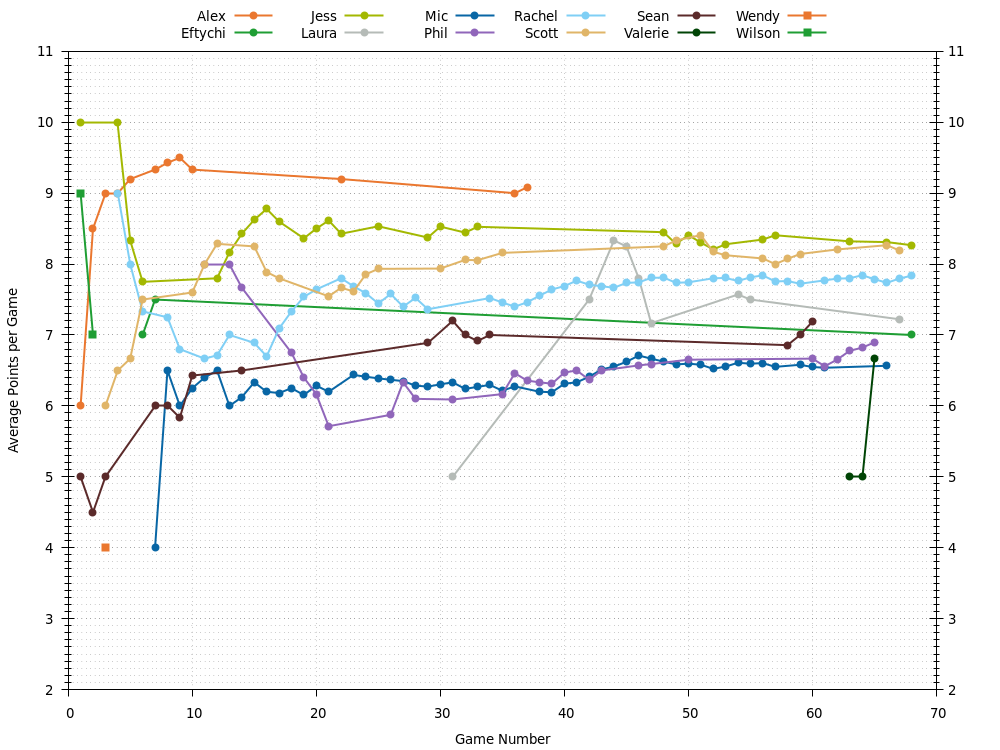 Alex Jess Mic Rachel Sean Wendy
Eftychi Laura Phil Scott Valerie Wilson
11 11
10 10
9 9
8 8
7 7
6 6
5 5
4 4
3 3
2 2
Average Points per Game
0 10 20 30 40 50 60 70
Game Number